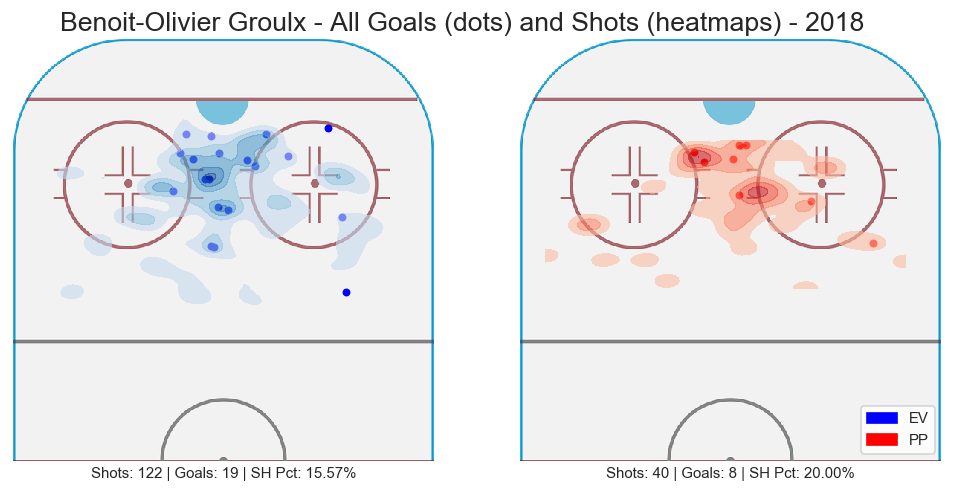 Benoit-Olivier Groulx - All Goals (dots) and Shots (heatmaps) - 2018
EV
PP
Shots: 122 | Goals: 19 | SH Pct: 15.57%
Shots: 40 | Goals: 8 | SH Pct: 20.00%